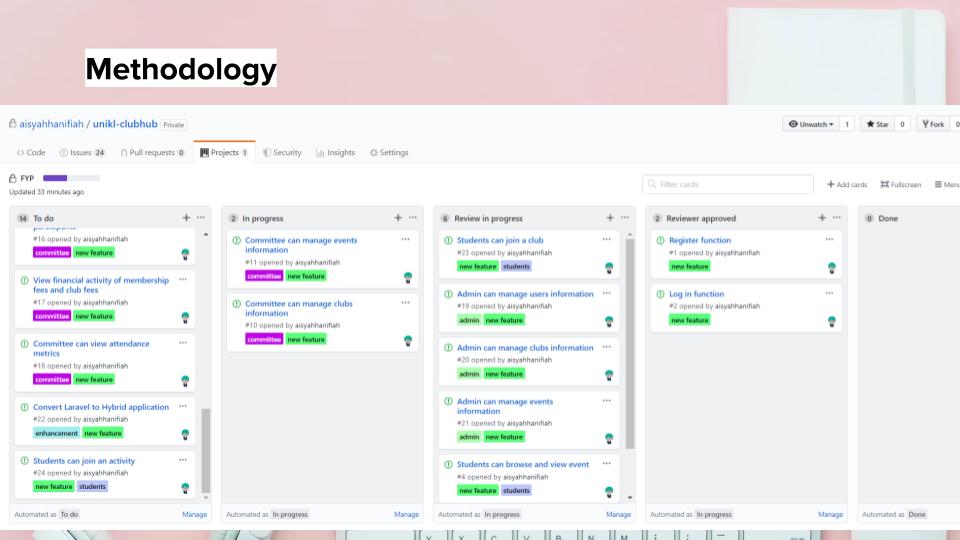 Methodology
aisyahhanifiah / unikl-clubhub Private
Unwatch 1 Star 0 Fork 0
Code Issues 24 Pull requests 0 Projects 1 Security Insights Settings
FYP
Updated 33 minutes ago
Filter cards
Add cards Fullscreen Menu
14 To do
participants
#16 opened by aisyahhanifiah
committee new feature
View financial activity of membership
fees and club fees
#17 opened by aisyahhanifiah
committee new feature
Committee can view attendance
metrics
#18 opened by aisyahhanifiah
committee new feature
Convert Laravel to Hybrid application
#22 opened by aisyahhanifiah
enhancement new feature
Students can join an activity
#24 opened by aisyahhanifiah
new feature students
Automated as To do Manage
2 In progress
Committee can manage events
information
#11 opened by aisyahhanifiah
committee new feature
Committee can manage clubs
information
#10 opened by aisyahhanifiah
committee new feature
Automated as In progress Manage
6 Review in progress
Students can join a club
#23 opened by aisyahhanifiah
new feature students
Admin can manage users information
#19 opened by aisyahhanifiah
admin new feature
Admin can manage clubs information
#20 opened by aisyahhanifiah
admin new feature
Admin can manage events
information
#21 opened by aisyahhanifiah
admin new feature
Students can browse and view event
#4 opened by aisyahhanifiah
new feature students
Automated as In progress Manage
2 Reviewer approved
Register function
#1 opened by aisyahhanifiah
new feature
Log in function
#2 opened by aisyahhanifiah
new feature
Automated as In progress Manage
0 Done
Automated as Done